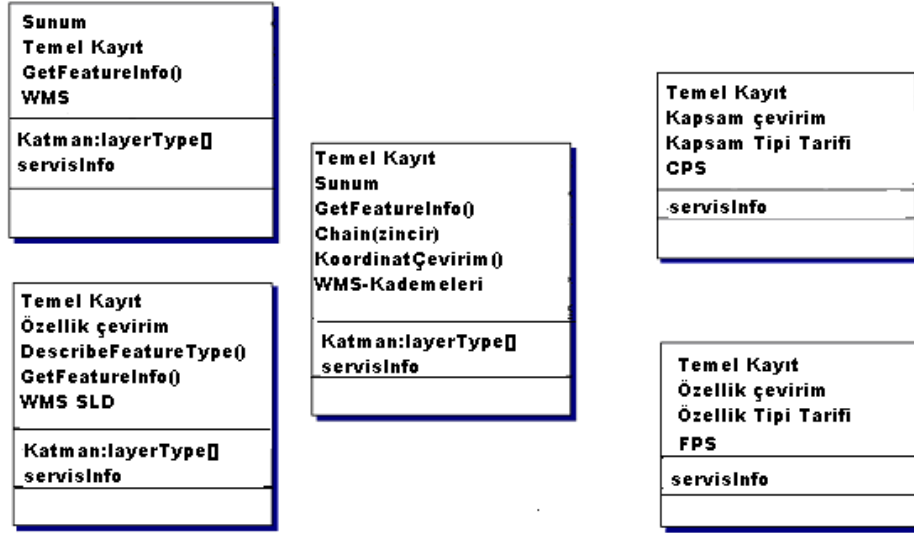 Sunum
Temel Kayıt
GetFeatureInfo()
WMS
Katman:layerType[]
servisInfo
Temel Kayıt
Özellik çevirim
DescribeFeatureType()
GetFeatureInfo()
WMS SLD
Katman:layerType[]
servisInfo
Temel Kayıt
Sunum
GetFeatureInfo()
Chain(zincir)
KoordinatÇevirim()
WMS-Kademeleri
Katman:layerType[]
servisInfo
Temel Kayıt
Kapsam çevirim
Kapsam Tipi Tarifi
CPS
servisInfo
Temel Kayıt
Özellik çevirim
Özellik Tipi Tarifi
FPS
servisInfo